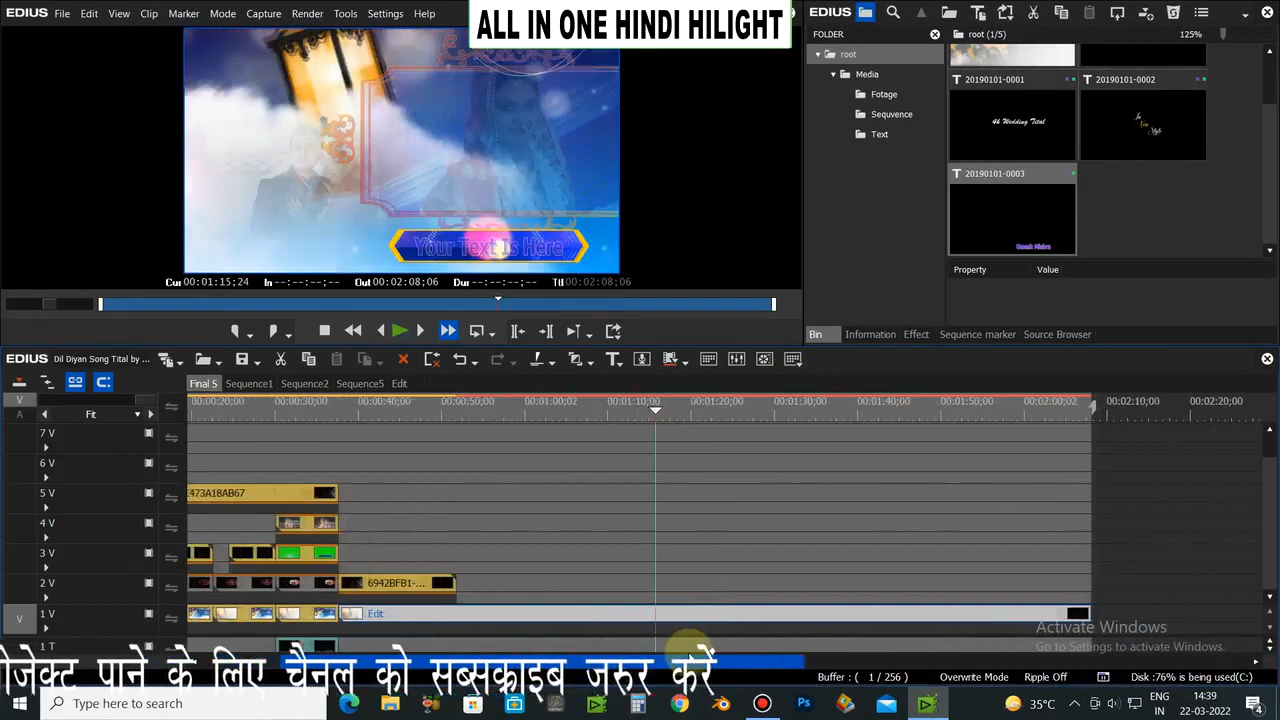 File Edit View Clip Marker Mode Capture Render Tools Settings Help
ALL IN ONE HINDI HILIGHT
EDIUS
FOLDER
root (1/5)
125%
root
Media
Fotage
Sequvence
Text
T 20190101-0001
T 20190101-0002
4k Wedding Tital
T 20190101-0003
Umesh Mishra
Your Text Is Here
Property Value
Cur 00:01:15;24 In --:--:--;-- Out 00:02:08;06 Dur --:--:--;-- Ttl 00:02:08;06
Bin Information Effect Sequence marker Source Browser
EDIUS Dil Diyan Song Tital by ...
Final S Sequence1 Sequence2 Sequence5 Edit
V
A Fit
00:00:20;00 00:00:30;00 00:00:40;00 00:00:50;00 00:01:00;02 00:01:10;00 00:01:20;00 00:01:30;00 00:01:40;00 00:01:50;00 00:02:00;02 00:02:10;00 00:02:20;00
7 V
6 V
5 V
:473A18AB67
4 V
3 V
2 V
6942BFB1-...
V 1 V
Edit
1 T
Activate Windows
Go to Settings to activate Windows.
ोजेक्ट पाने के लिए चैनल को सब्सक्राइब जरुर करें
Buffer : ( 1 / 256 ) Overwrite Mode Ripple Off Disk :76% is being used(C:)
Type here to search
Ps
35°C
ENG
IN
14:39
22-03-2022